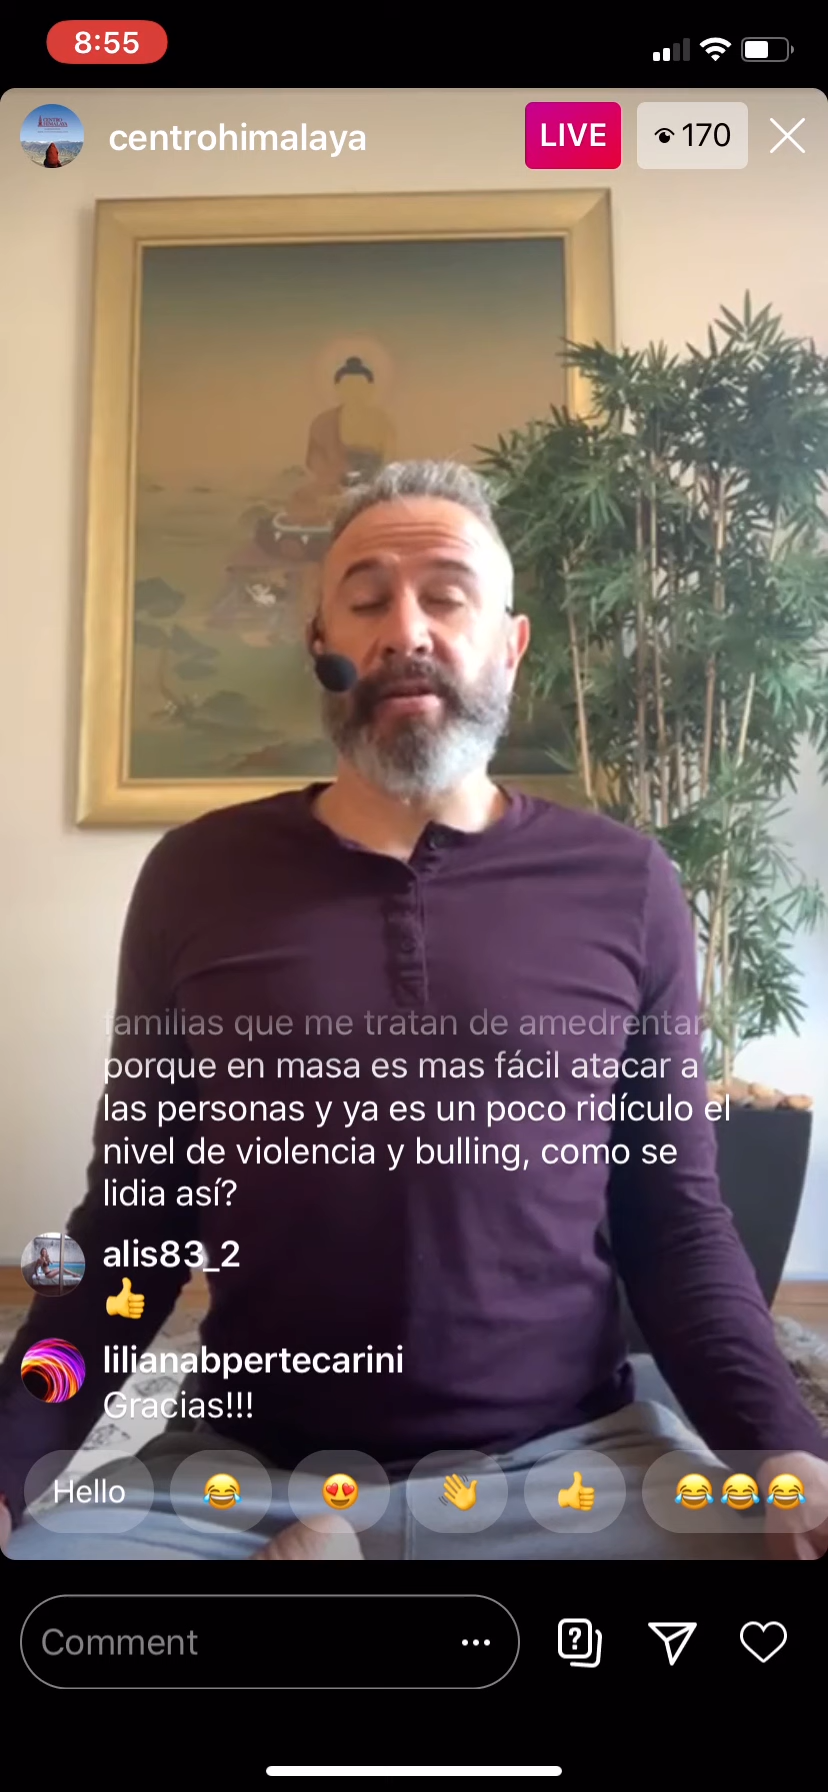 8:55
centrohimalaya
LIVE
170
familias que me tratan de amedrentar
porque en masa es mas fácil atacar a
las personas y ya es un poco ridículo el
nivel de violencia y bulling, como se
lidia así?
alis83_2
👍
lilianabpertecarini
Gracias!!!
Hello 😂 😍 👋 👍 😂😂😂
Comment